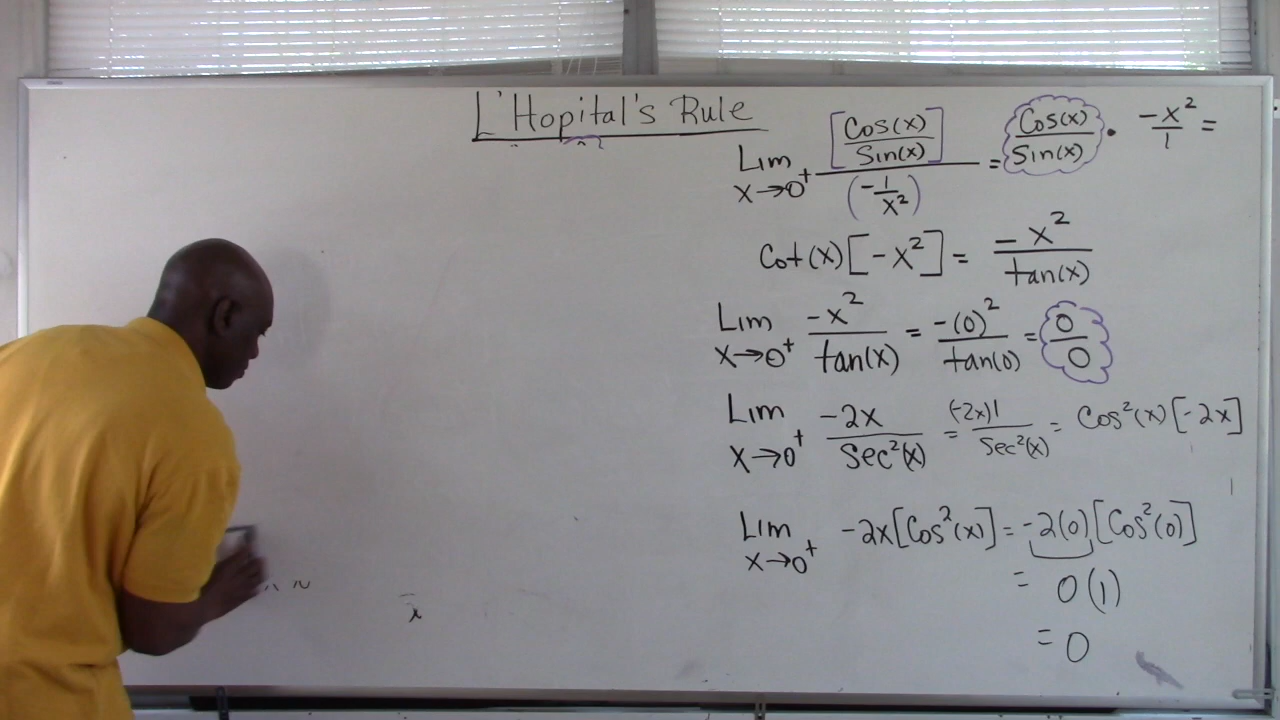 L'Hopital's Rule
Lim x→0⁺ [Cos(x)/Sin(x)]/(-1/x²) = Cos(x)/Sin(x) · -x²/1 =
Cot(x)[-x²] = -x²/tan(x)
Lim x→0⁺ -x²/tan(x) = -(0)²/tan(0) = 0/0
Lim x→0⁺ -2x/Sec²(x) = (-2x)1/Sec²(x) = Cos²(x)[-2x]
Lim x→0⁺ -2x[Cos²(x)] = -2(0)[Cos²(0)]
= 0(1)
= 0